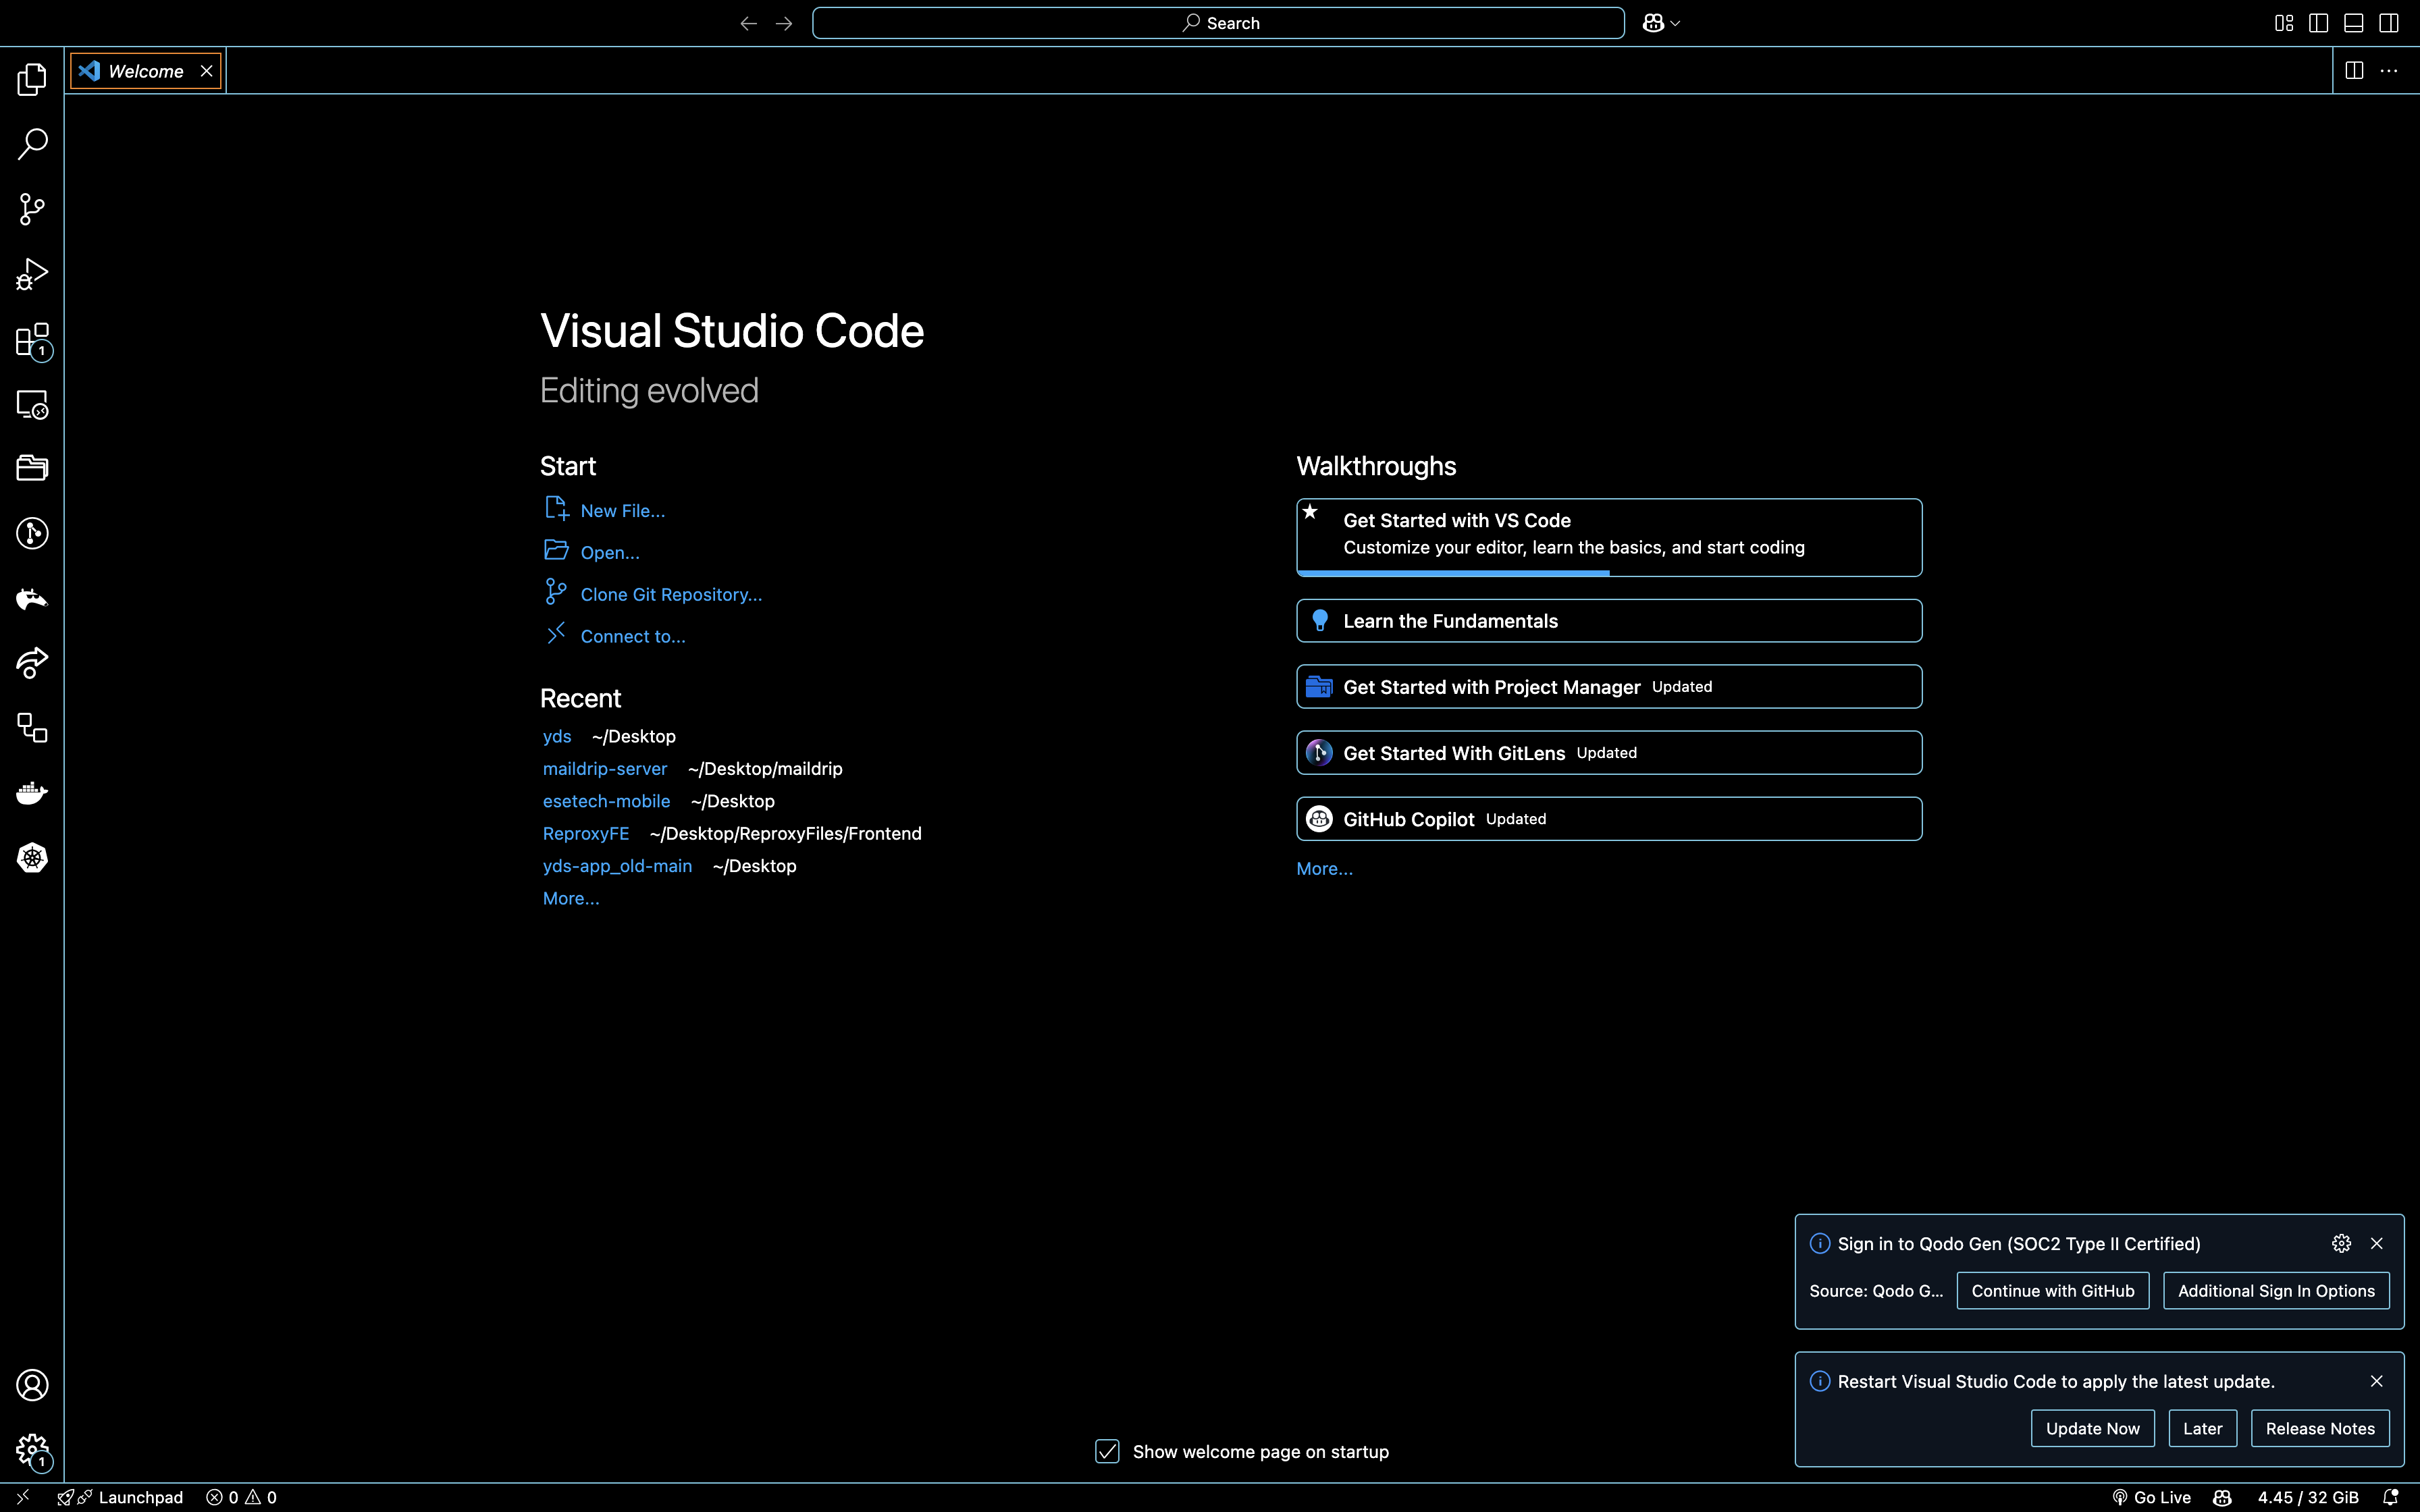 Search
Welcome
1
Visual Studio Code
Editing evolved
Start
New File...
Open...
Clone Git Repository...
Connect to...
Recent
yds ~/Desktop
maildrip-server ~/Desktop/maildrip
esetech-mobile ~/Desktop
ReproxyFE ~/Desktop/ReproxyFiles/Frontend
yds-app_old-main ~/Desktop
More...
Walkthroughs
Get Started with VS Code
Customize your editor, learn the basics, and start coding
Learn the Fundamentals
Get Started with Project Manager Updated
Get Started With GitLens Updated
GitHub Copilot Updated
More...
Sign in to Qodo Gen (SOC2 Type II Certified)
Source: Qodo G... Continue with GitHub Additional Sign In Options
Restart Visual Studio Code to apply the latest update.
Update Now Later Release Notes
Show welcome page on startup
1
Launchpad 0 0 Go Live 4.45 / 32 GiB